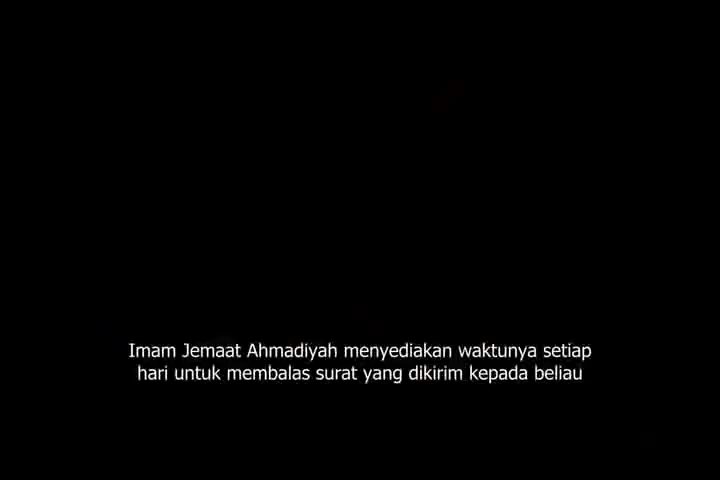 Imam Jemaat Ahmadiyah menyediakan waktunya setiap
hari untuk membalas surat yang dikirim kepada beliau